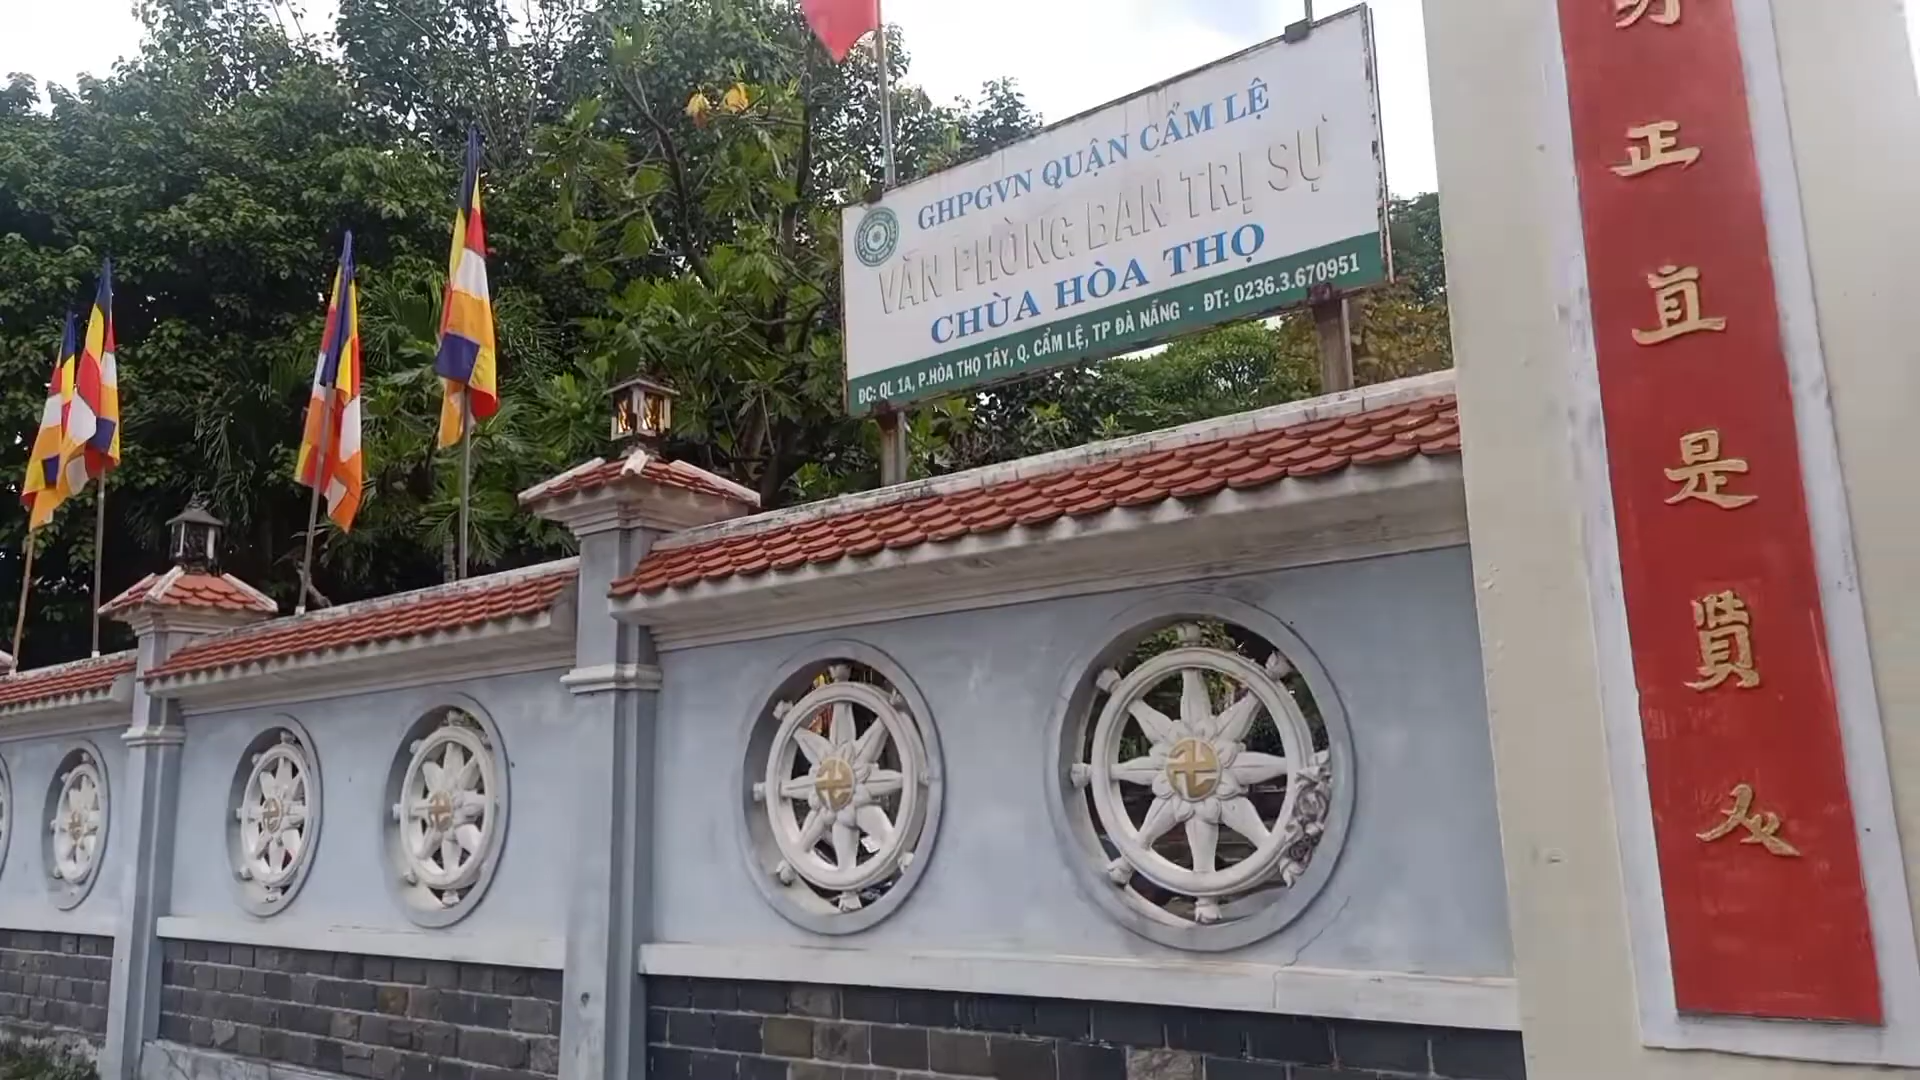 GHPGVN QUẬN CẨM LỆ
VĂN PHÒNG BAN TRỊ SỰ
CHÙA HÒA THỌ
ĐC: QL 1A, P.HÒA THỌ TÂY, Q. CẨM LỆ, TP ĐÀ NẴNG - ĐT: 0236.3.670951
正
直
是
賢
人